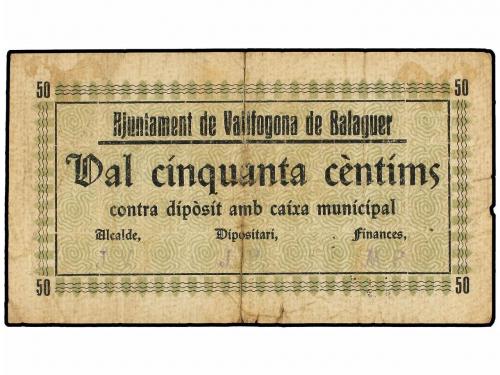 50 50
Ajuntament de Vallfogona de Balaguer
Val cinquanta cèntims
contra dipòsit amb caixa municipal
Alcalde, Dipositari, Finances,
50 50